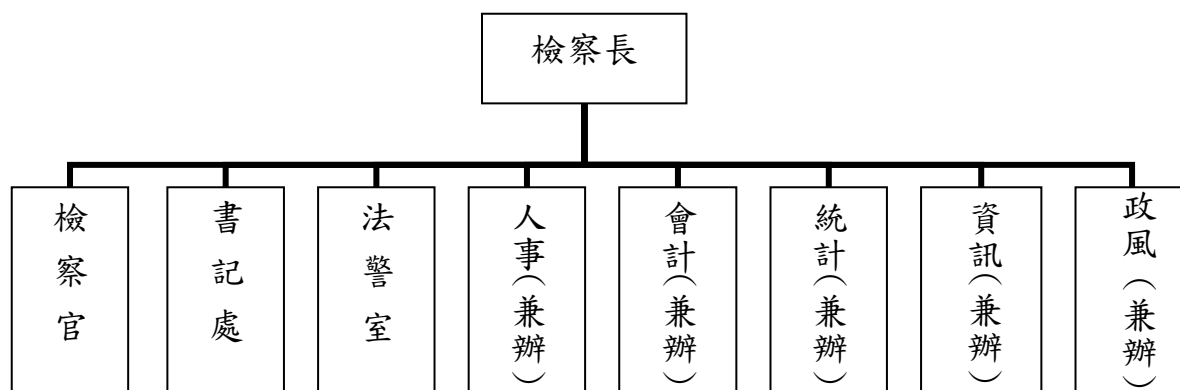 檢察長
檢察官
書記處
法警室
人事(兼辦)
會計(兼辦)
統計(兼辦)
資訊(兼辦)
政風(兼辦)